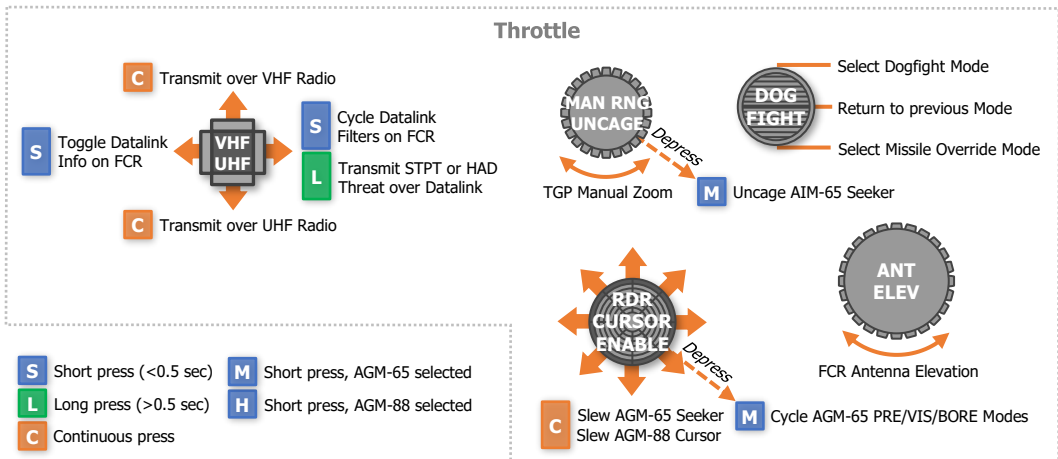 Throttle
C Transmit over VHF Radio
S Toggle Datalink
Info on FCR
VHF
UHF
S Cycle Datalink
Filters on FCR
L Transmit STPT or HAD
Threat over Datalink
C Transmit over UHF Radio
MAN RNG
UNCAGE
Depress
TGP Manual Zoom
M Uncage AIM-65 Seeker
DOG
FIGHT
Select Dogfight Mode
Return to previous Mode
Select Missile Override Mode
RDR
CURSOR
ENABLE
Depress
C Slew AGM-65 Seeker
Slew AGM-88 Cursor
M Cycle AGM-65 PRE/VIS/BORE Modes
ANT
ELEV
FCR Antenna Elevation
S Short press (<0.5 sec)
L Long press (>0.5 sec)
C Continuous press
M Short press, AGM-65 selected
H Short press, AGM-88 selected